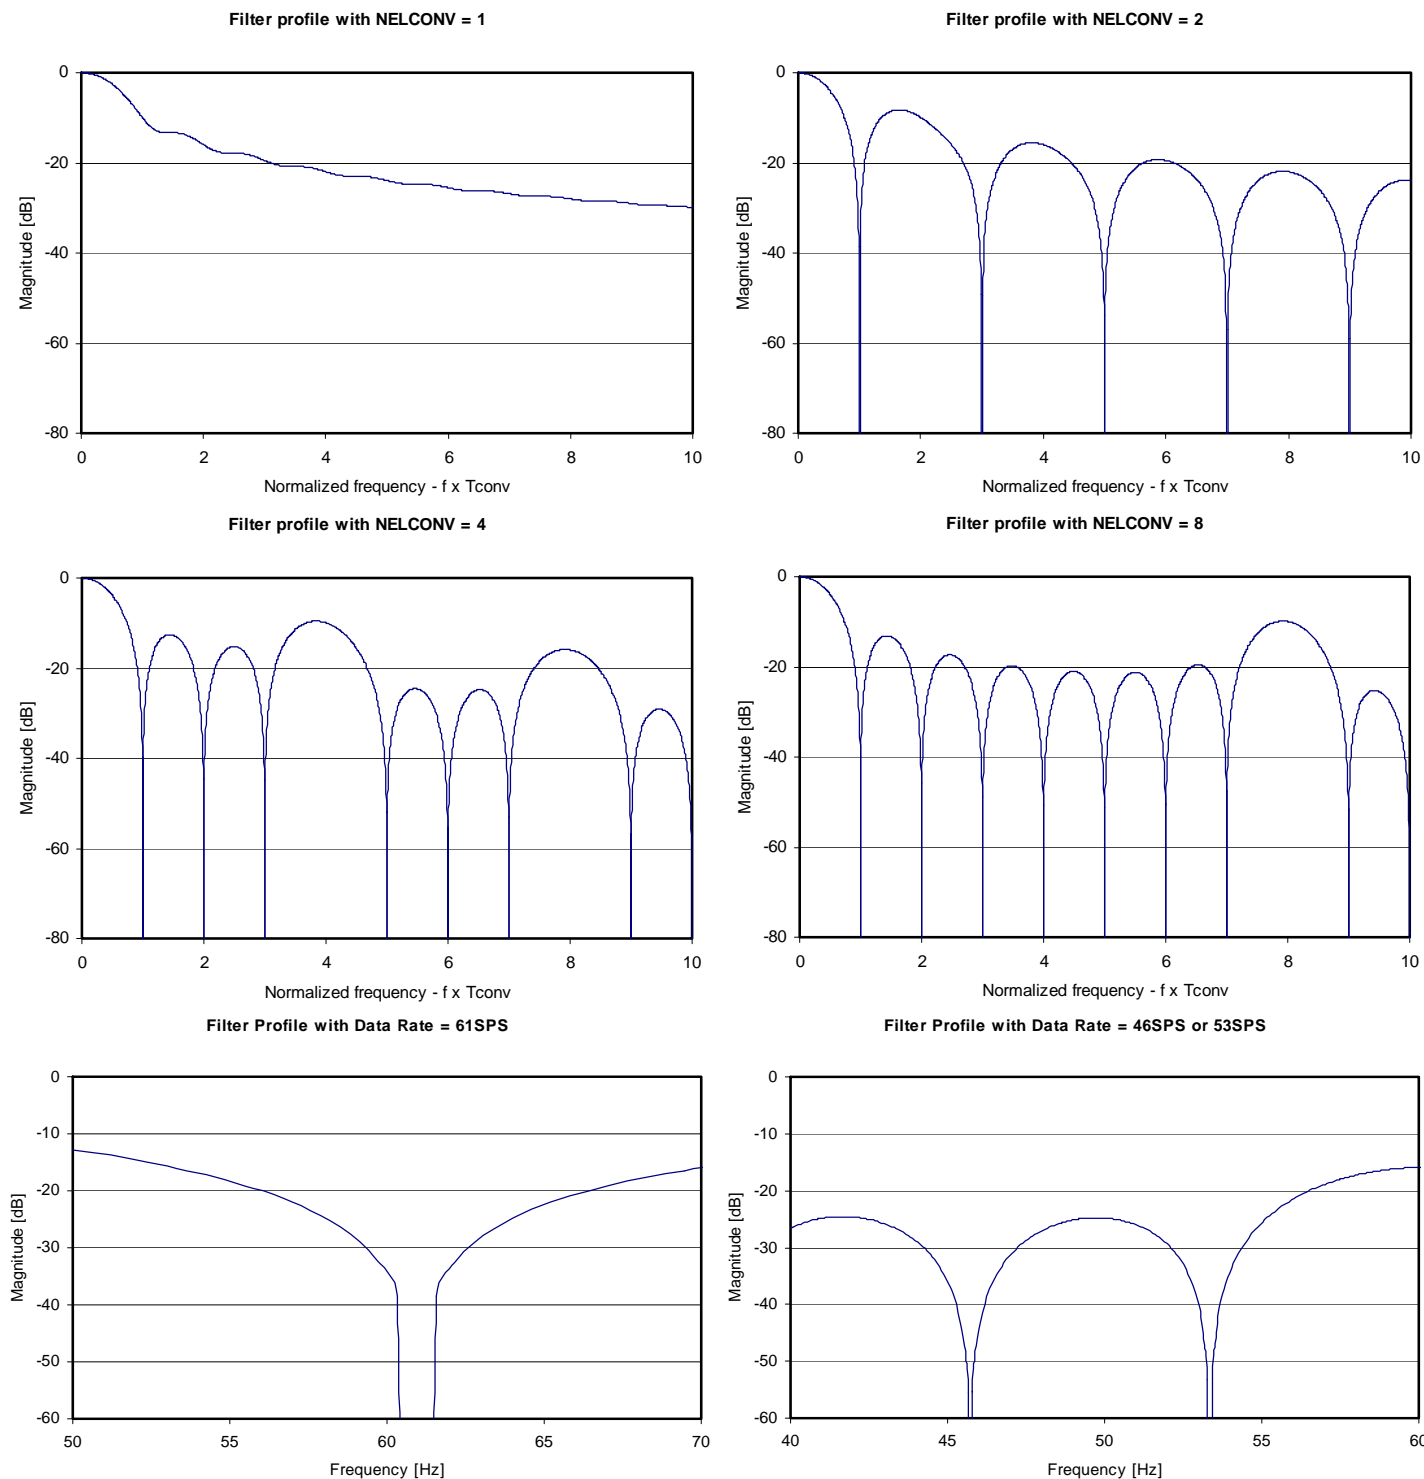 Filter profile with NELCONV = 1
0
-20
-40
-60
-80
Magnitude [dB]
0 2 4 6 8 10
Normalized frequency - f x Tconv
Filter profile with NELCONV = 2
0
-20
-40
-60
-80
Magnitude [dB]
0 2 4 6 8 10
Normalized frequency - f x Tconv
Filter profile with NELCONV = 4
0
-20
-40
-60
-80
Magnitude [dB]
0 2 4 6 8 10
Normalized frequency - f x Tconv
Filter profile with NELCONV = 8
0
-20
-40
-60
-80
Magnitude [dB]
0 2 4 6 8 10
Normalized frequency - f x Tconv
Filter Profile with Data Rate = 61SPS
0
-10
-20
-30
-40
-50
-60
Magnitude [dB]
50 55 60 65 70
Frequency [Hz]
Filter Profile with Data Rate = 46SPS or 53SPS
0
-10
-20
-30
-40
-50
-60
Magnitude [dB]
40 45 50 55 60
Frequency [Hz]